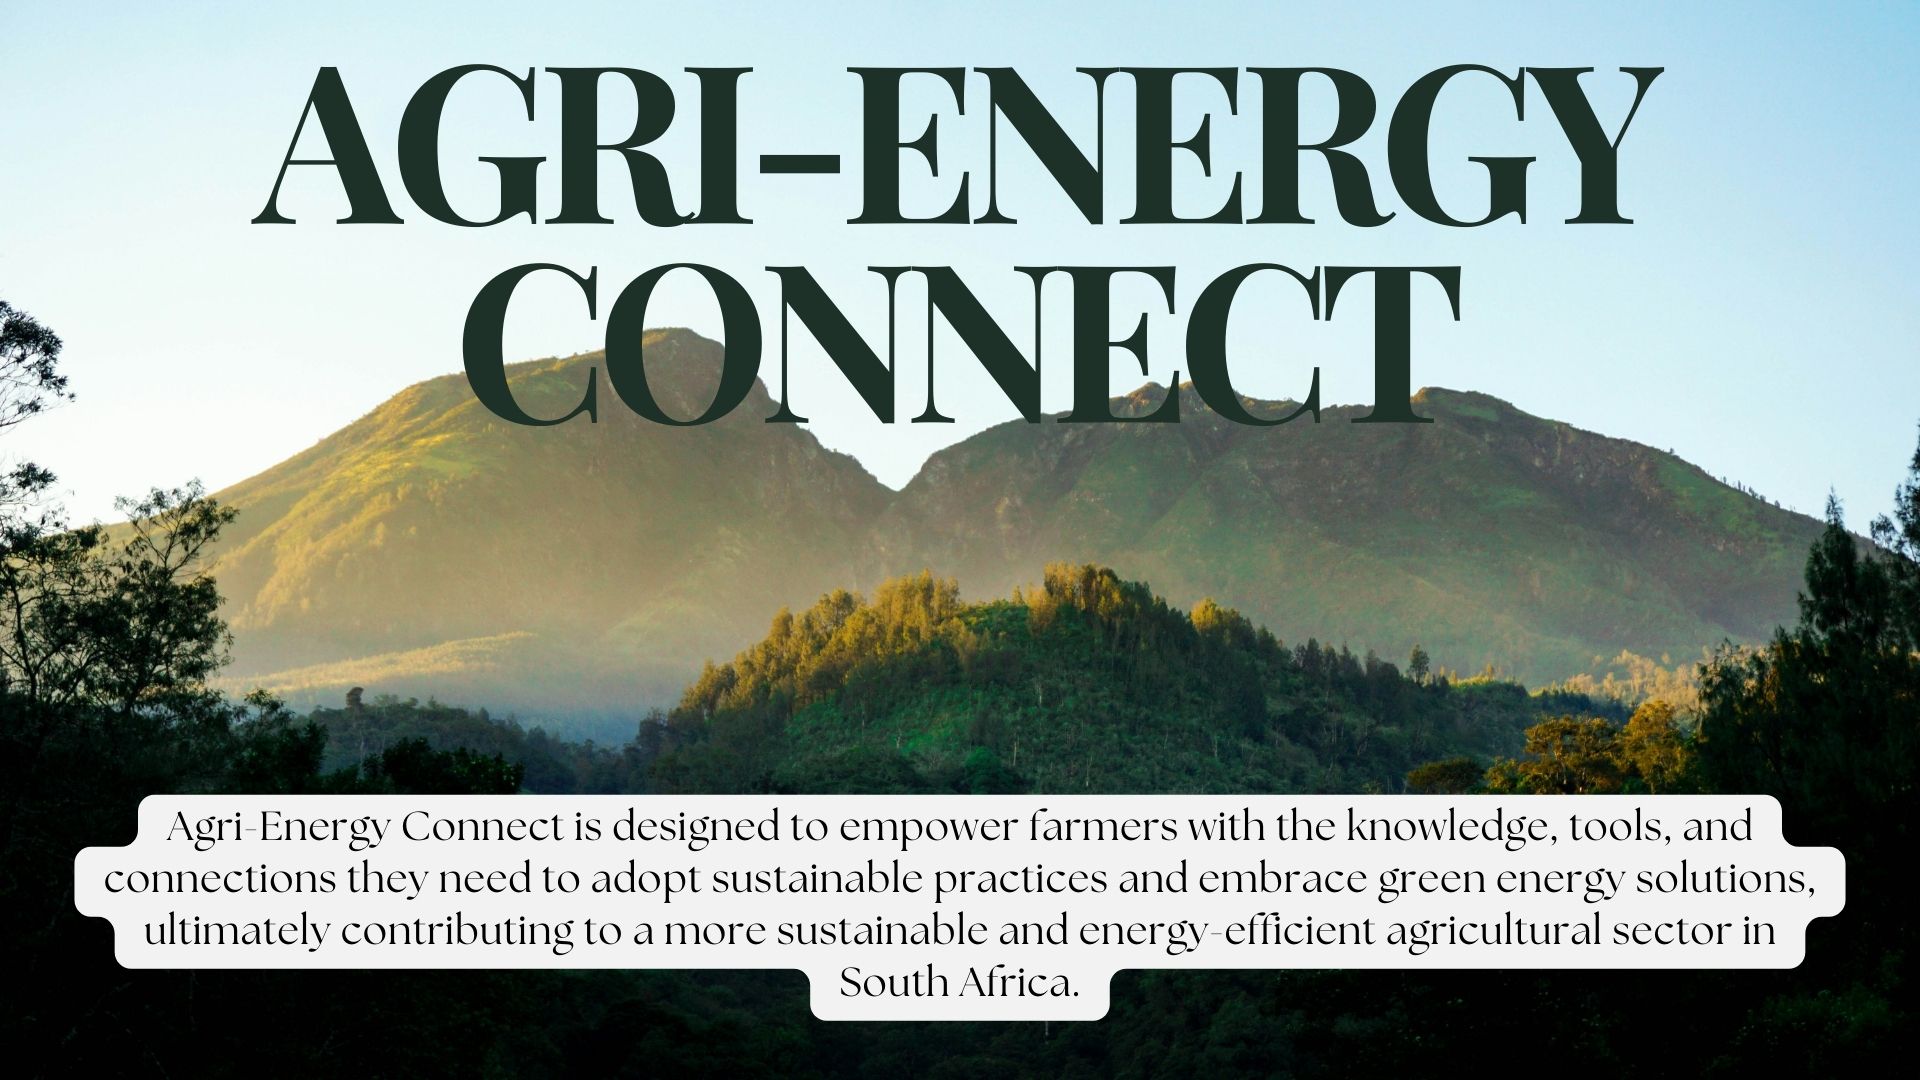 AGRI-ENERGY
CONNECT
Agri-Energy Connect is designed to empower farmers with the knowledge, tools, and
connections they need to adopt sustainable practices and embrace green energy solutions,
ultimately contributing to a more sustainable and energy-efficient agricultural sector in
South Africa.